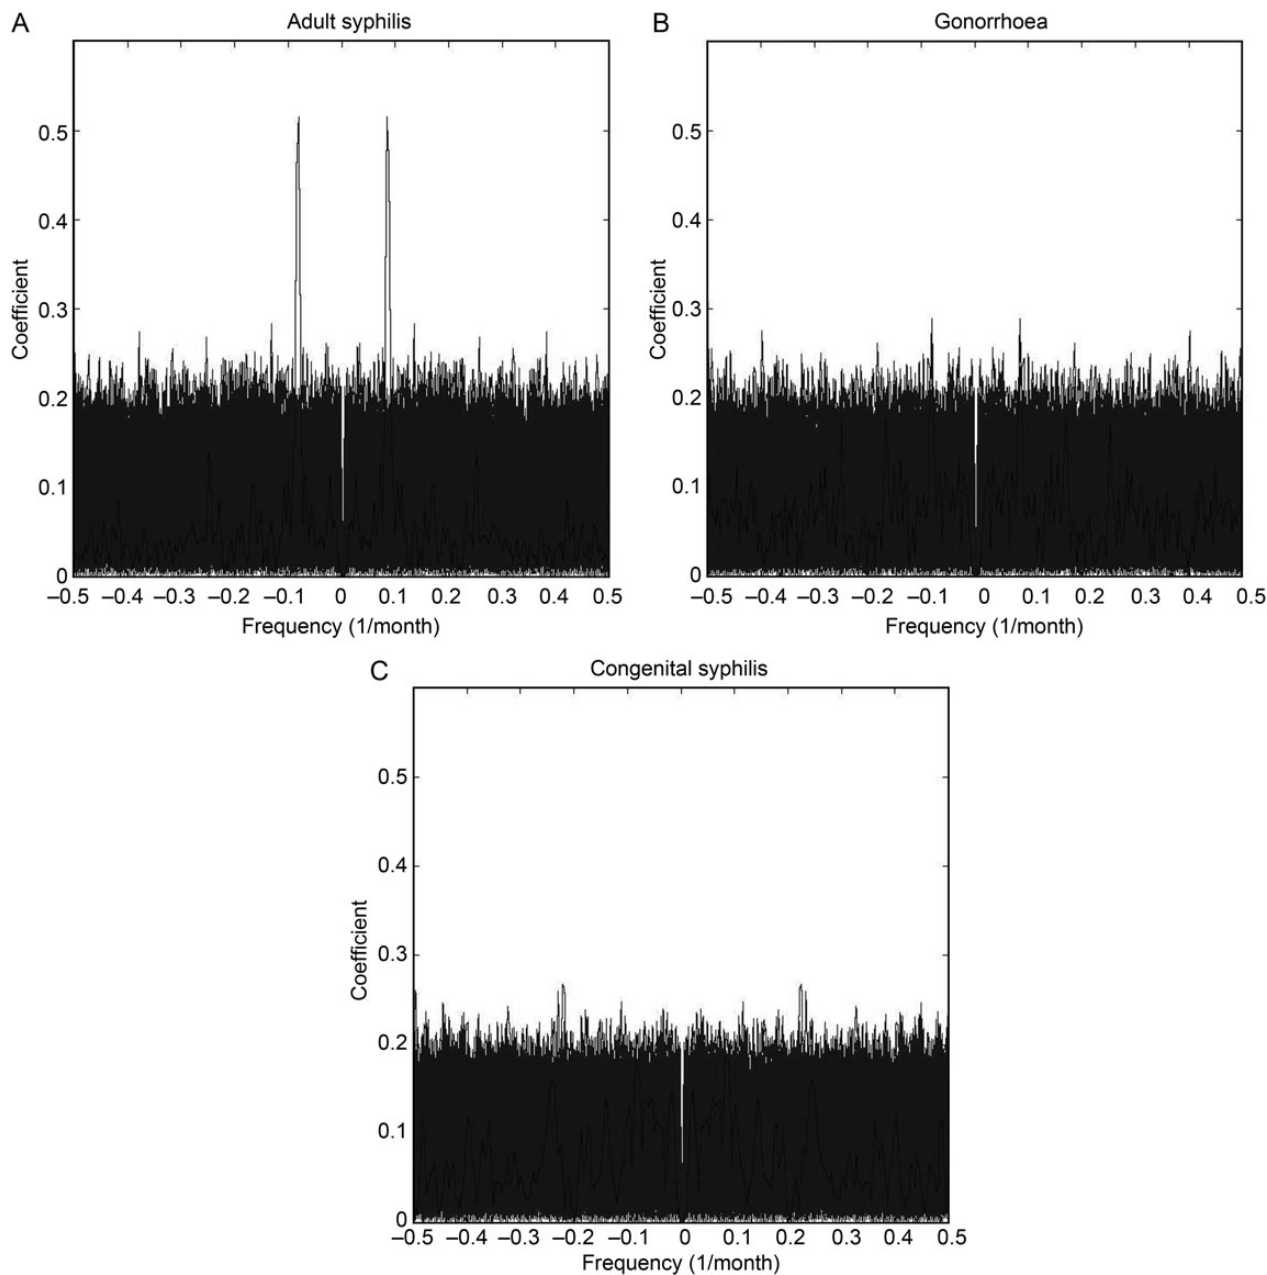 A
Adult syphilis
0.5
0.4
0.3
0.2
0.1
0
Coefficient
–0.5 –0.4 –0.3 –0.2 –0.1 0 0.1 0.2 0.3 0.4 0.5
Frequency (1/month)
B
Gonorrhoea
0.5
0.4
0.3
0.2
0.1
0
Coefficient
–0.5 –0.4 –0.3 –0.2 –0.1 0 0.1 0.2 0.3 0.4 0.5
Frequency (1/month)
C
Congenital syphilis
0.5
0.4
0.3
0.2
0.1
0
Coefficient
–0.5 –0.4 –0.3 –0.2 –0.1 0 0.1 0.2 0.3 0.4 0.5
Frequency (1/month)